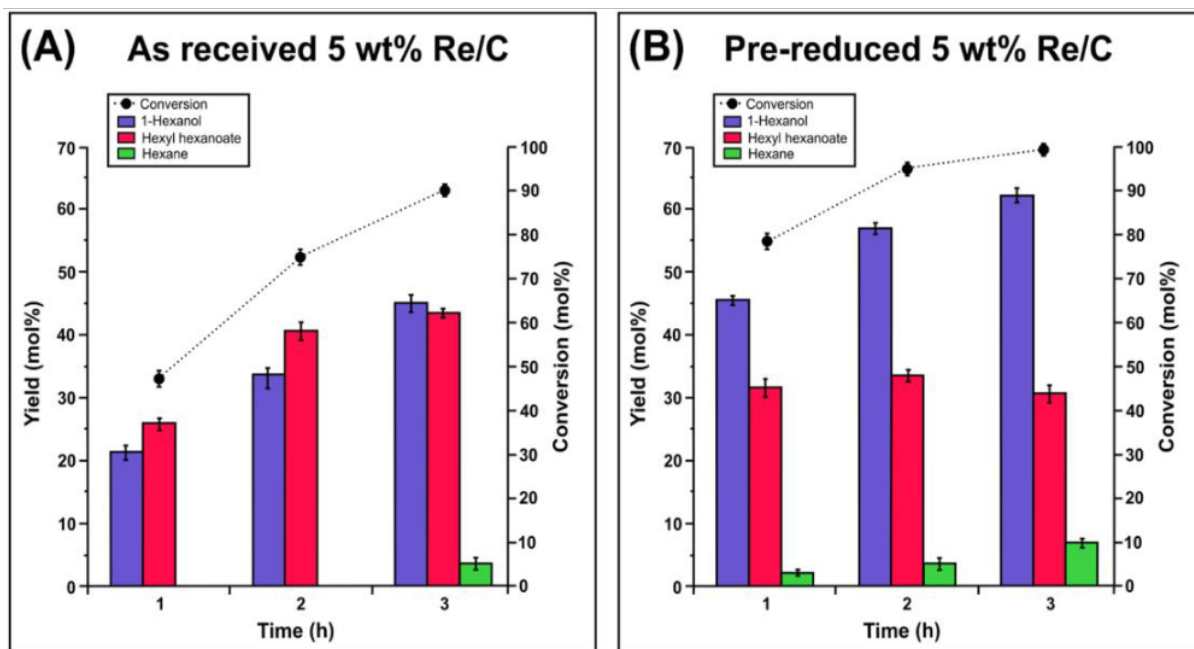 (A) As received 5 wt% Re/C
Conversion
1-Hexanol
Hexyl hexanoate
Hexane
70
60
50
40
30
20
10
0
Yield (mol%)
100
90
80
70
60
50
40
30
20
10
0
Conversion (mol%)
1 2 3
Time (h)
(B) Pre-reduced 5 wt% Re/C
Conversion
1-Hexanol
Hexyl hexanoate
Hexane
70
60
50
40
30
20
10
0
Yield (mol%)
100
90
80
70
60
50
40
30
20
10
0
Conversion (mol%)
1 2 3
Time (h)